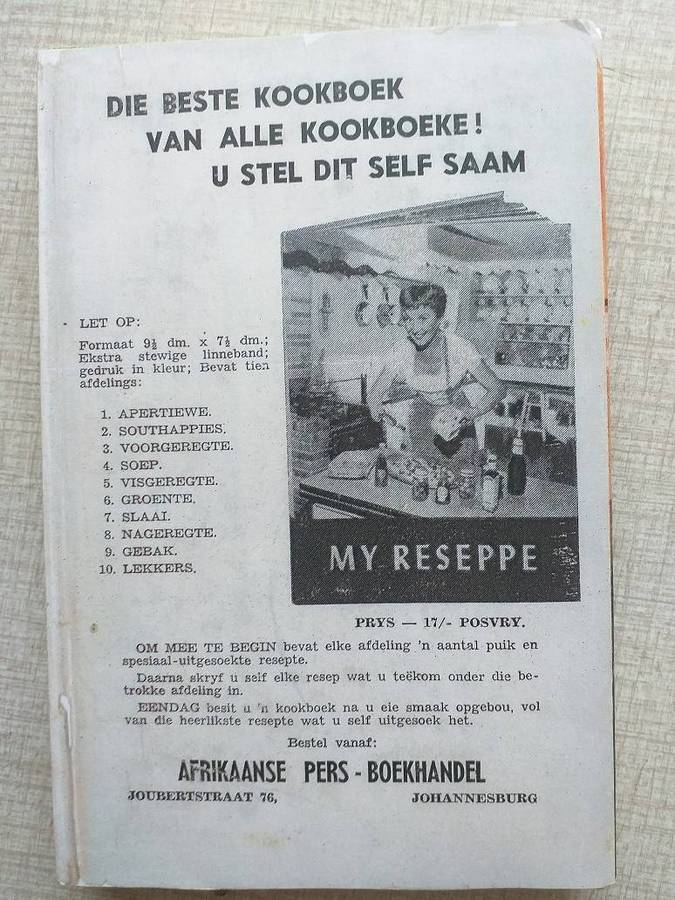 DIE BESTE KOOKBOEK
VAN ALLE KOOKBOEKE!
U STEL DIT SELF SAAM
LET OP:
Formaat 9½ dm. x 7½ dm.;
Ekstra stewige linneband;
gedruk in kleur; Bevat tien
afdelings:
1. APERTIEWE.
2. SOUTHAPPIES.
3. VOORGEREGTE.
4. SOEP.
5. VISGEREGTE.
6. GROENTE.
7. SLAAI.
8. NAGEREGTE.
9. GEBAK.
10. LEKKERS.
MY RESEPPE
PRYS — 17/- POSVRY.
OM MEE TE BEGIN bevat elke afdeling 'n aantal puik en
spesiaal-uitgesoekte resepte.
Daarna skryf u self elke resep wat u teëkom onder die be-
trokke afdeling in.
EENDAG besit u 'n kookboek na u eie smaak opgebou, vol
van die heerlikste resepte wat u self uitgesoek het.
Bestel vanaf:
AFRIKAANSE PERS - BOEKHANDEL
JOUBERTSTRAAT 76, JOHANNESBURG